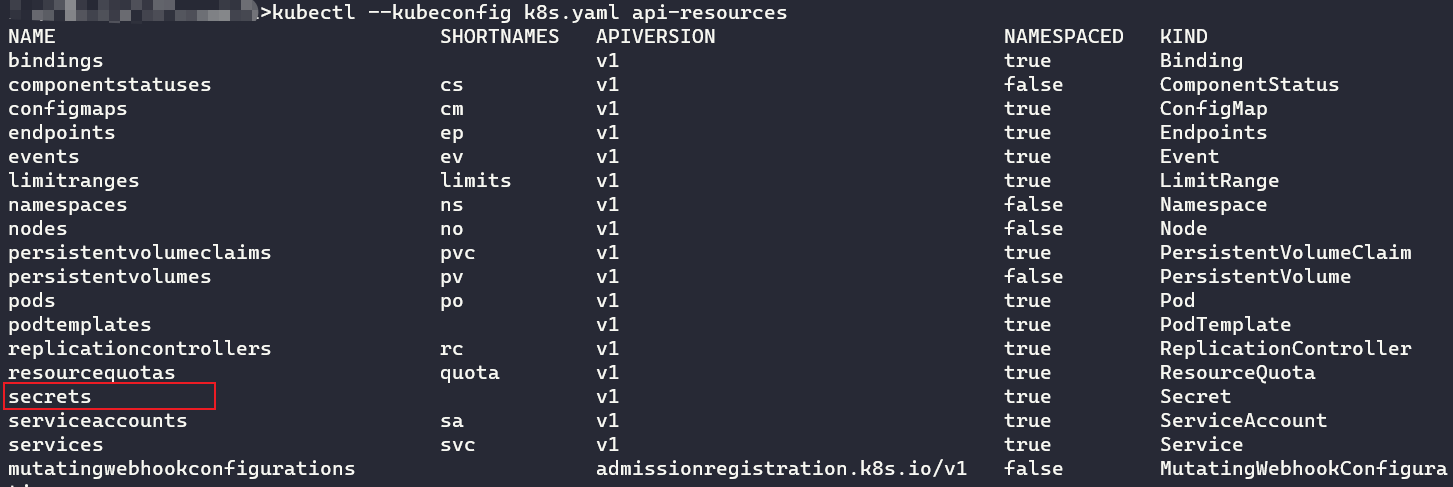 >kubectl --kubeconfig k8s.yaml api-resources
NAME SHORTNAMES APIVERSION NAMESPACED KIND
bindings v1 true Binding
componentstatuses cs v1 false ComponentStatus
configmaps cm v1 true ConfigMap
endpoints ep v1 true Endpoints
events ev v1 true Event
limitranges limits v1 true LimitRange
namespaces ns v1 false Namespace
nodes no v1 false Node
persistentvolumeclaims pvc v1 true PersistentVolumeClaim
persistentvolumes pv v1 false PersistentVolume
pods po v1 true Pod
podtemplates v1 true PodTemplate
replicationcontrollers rc v1 true ReplicationController
resourcequotas quota v1 true ResourceQuota
secrets v1 true Secret
serviceaccounts sa v1 true ServiceAccount
services svc v1 true Service
mutatingwebhookconfigurations admissionregistration.k8s.io/v1 false MutatingWebhookConfigura